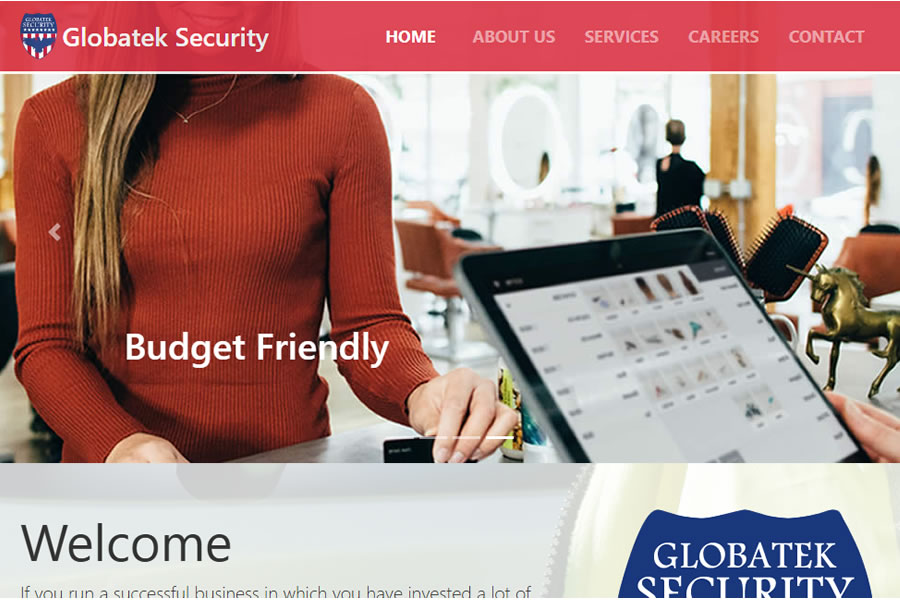 GLOBATEK
SECURITY
Globatek Security
HOME
ABOUT US
SERVICES
CAREERS
CONTACT
Budget Friendly
Welcome
If you run a successful business in which you have invested a lot of
GLOBATEK
SECURITY